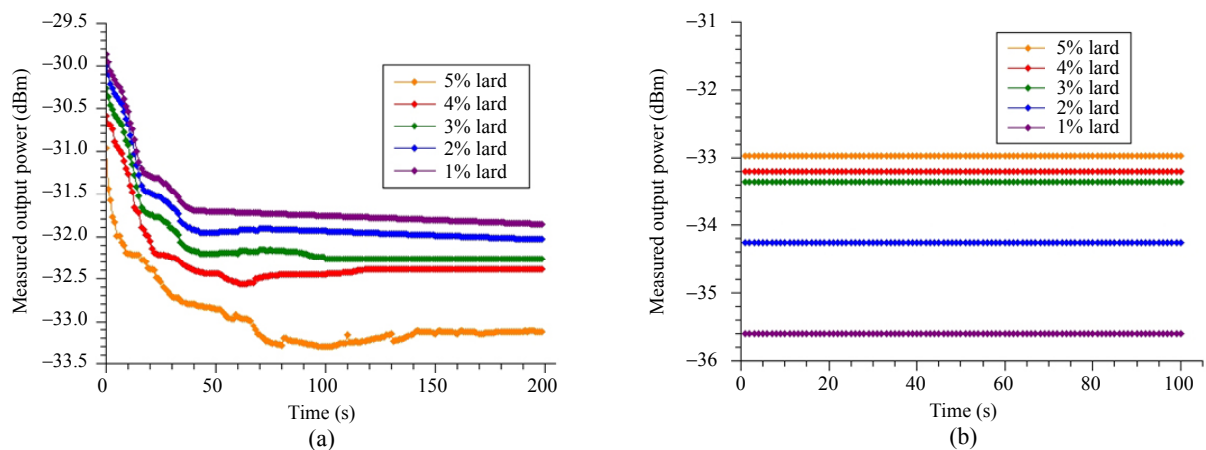 −29.5
−30.0
−30.5
−31.0
−31.5
−32.0
−32.5
−33.0
−33.5
Measured output power (dBm)
5% lard
4% lard
3% lard
2% lard
1% lard
0
50
100
150
200
Time (s)
(a)
−31
−32
−33
−34
−35
−36
Measured output power (dBm)
5% lard
4% lard
3% lard
2% lard
1% lard
0
20
40
60
80
100
Time (s)
(b)